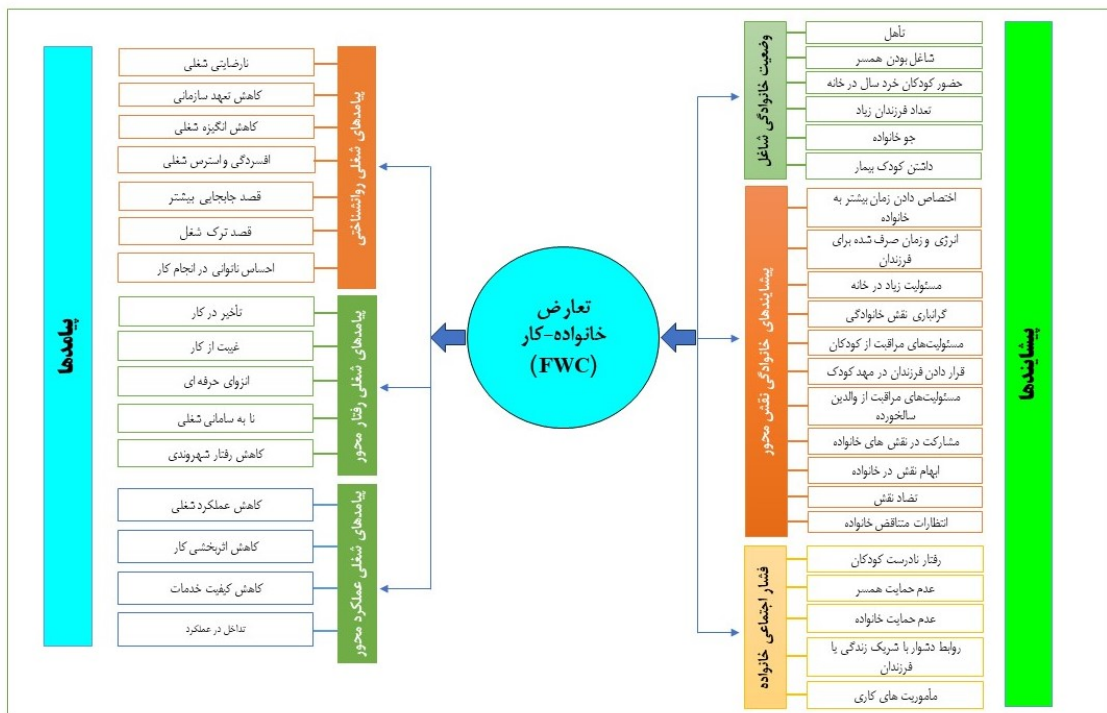 پیشایندها
وضعیت خانوادگی شاغل
تأهل
شاغل بودن همسر
حضور کودکان خرد سال در خانه
تعداد فرزندان زیاد
جو خانواده
داشتن کودک بیمار
پیشایندهای خانوادگی نقش محور
اختصاص دادن زمان بیشتر به
خانواده
انرژی و زمان صرف شده برای
فرزندان
مسئولیت زیاد در خانه
گرانباری نقش خانوادگی
مسئولیت‌های مراقبت از کودکان
قرار دادن فرزندان در مهد کودک
مسئولیت‌های مراقبت از والدین
سالخورده
مشارکت در نقش های خانواده
ابهام نقش در خانواده
تضاد نقش
انتظارات متناقض خانواده
فشار اجتماعی خانواده
رفتار نادرست کودکان
عدم حمایت همسر
عدم حمایت خانواده
روابط دشوار با شریک زندگی یا
فرزندان
مأموریت های کاری
تعارض
خانواده-کار
(FWC)
پیامدهای شغلی روانشناختی
نارضایتی شغلی
کاهش تعهد سازمانی
کاهش انگیزه شغلی
افسردگی و استرس شغلی
قصد جابجایی بیشتر
قصد ترک شغل
احساس ناتوانی در انجام کار
پیامدهای شغلی رفتار محور
تأخیر در کار
غیبت از کار
انزوای حرفه ای
نا به سامانی شغلی
کاهش رفتار شهروندی
پیامدهای شغلی عملکرد محور
کاهش عملکرد شغلی
کاهش اثربخشی کار
کاهش کیفیت خدمات
تداخل در عملکرد
پیامدها